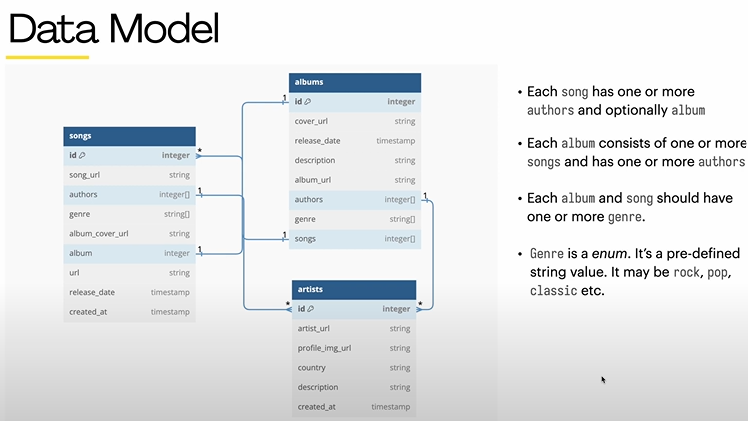 Data Model
songs
id integer
song_url string
authors integer[]
genre string[]
album_cover_url string
album integer
url string
release_date timestamp
created_at timestamp
* 
1
1
albums
id integer
cover_url string
release_date timestamp
description string
album_url string
authors integer[]
genre string[]
songs integer[]
1
1
1
artists
id integer
artist_url string
profile_img_url string
country string
description string
created_at timestamp
*
*
• Each song has one or more
authors and optionally album
• Each album consists of one or more
songs and has one or more authors
• Each album and song should have
one or more genre.
• Genre is a enum. It's a pre-defined
string value. It may be rock, pop,
classic etc.